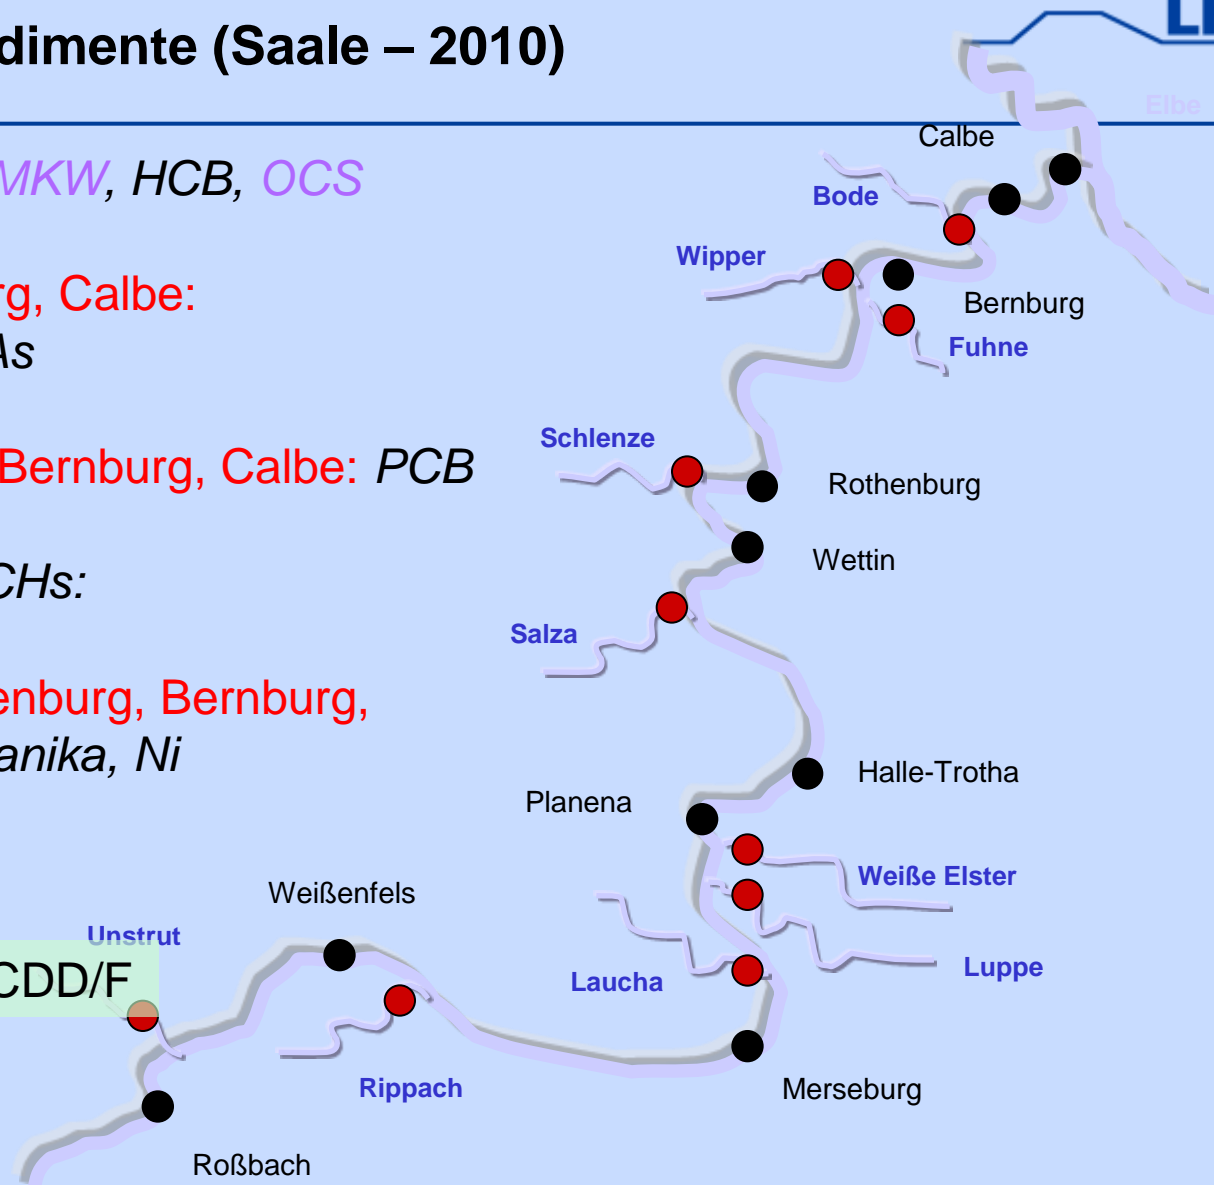 dimente (Saale – 2010)
Elbe
Calbe
MKW, HCB, OCS
Bode
Wipper
rg, Calbe:
Bernburg
As
Fuhne
Schlenze
Bernburg, Calbe: PCB
Rothenburg
Wettin
CHs:
Salza
enburg, Bernburg,
anika, Ni
Halle-Trotha
Planena
Weiße Elster
Weißenfels
Unstrut
Luppe
CDD/F
Laucha
Rippach
Merseburg
Roßbach